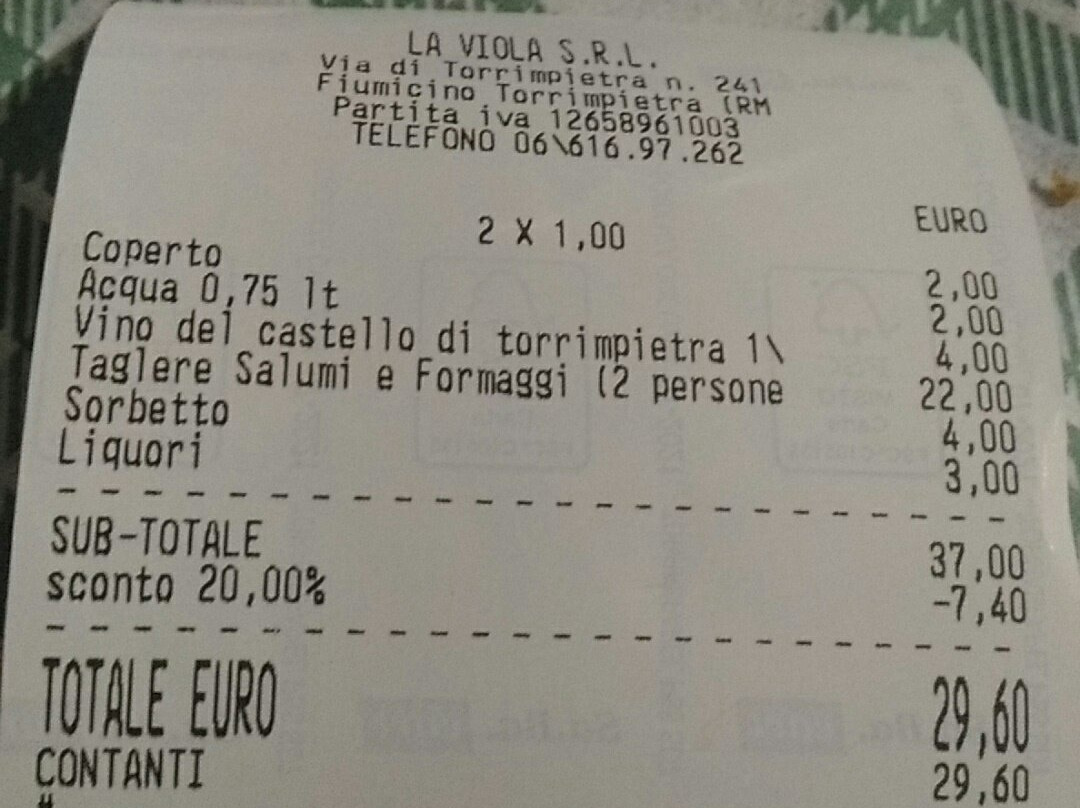 LA VIOLA S.R.L.
Via di Torrimpietra n. 241
Fiumicino Torrimpietra (RM
Partita iva 12658961003
TELEFONO 06\616.97.262
EURO
2 X 1,00
Coperto 2,00
Acqua 0,75 lt 2,00
Vino del castello di torrimpietra 1\ 4,00
Taglere Salumi e Formaggi (2 persone 22,00
Sorbetto 4,00
Liquori 3,00
SUB-TOTALE 37,00
sconto 20,00% -7,40
TOTALE EURO 29,60
CONTANTI 29,60